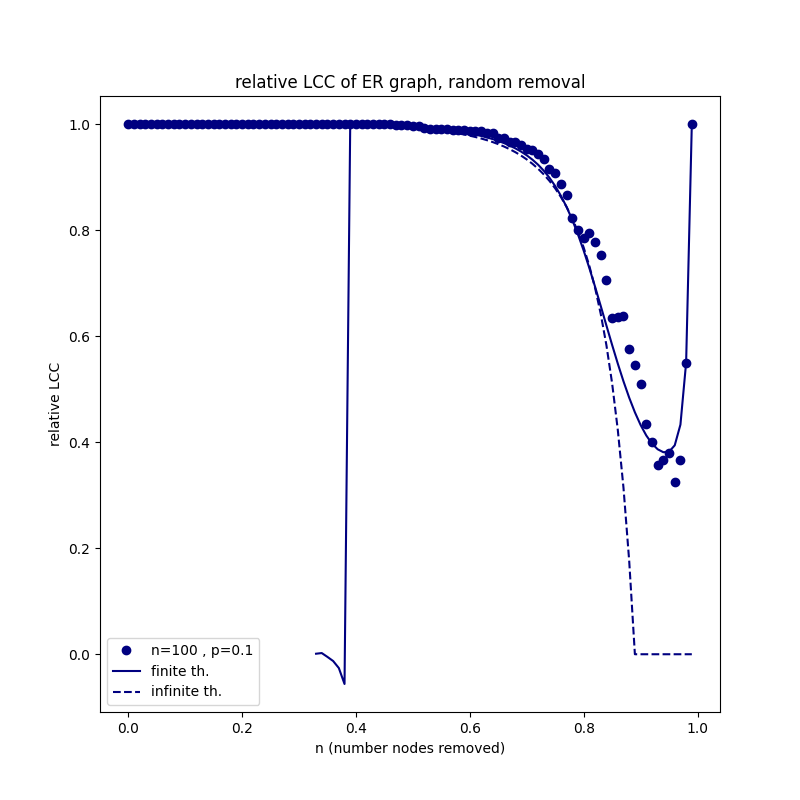 relative LCC of ER graph, random removal
relative LCC
1.0
0.8
0.6
0.4
0.2
0.0
n=100 , p=0.1
finite th.
infinite th.
0.0 0.2 0.4 0.6 0.8 1.0
n (number nodes removed)